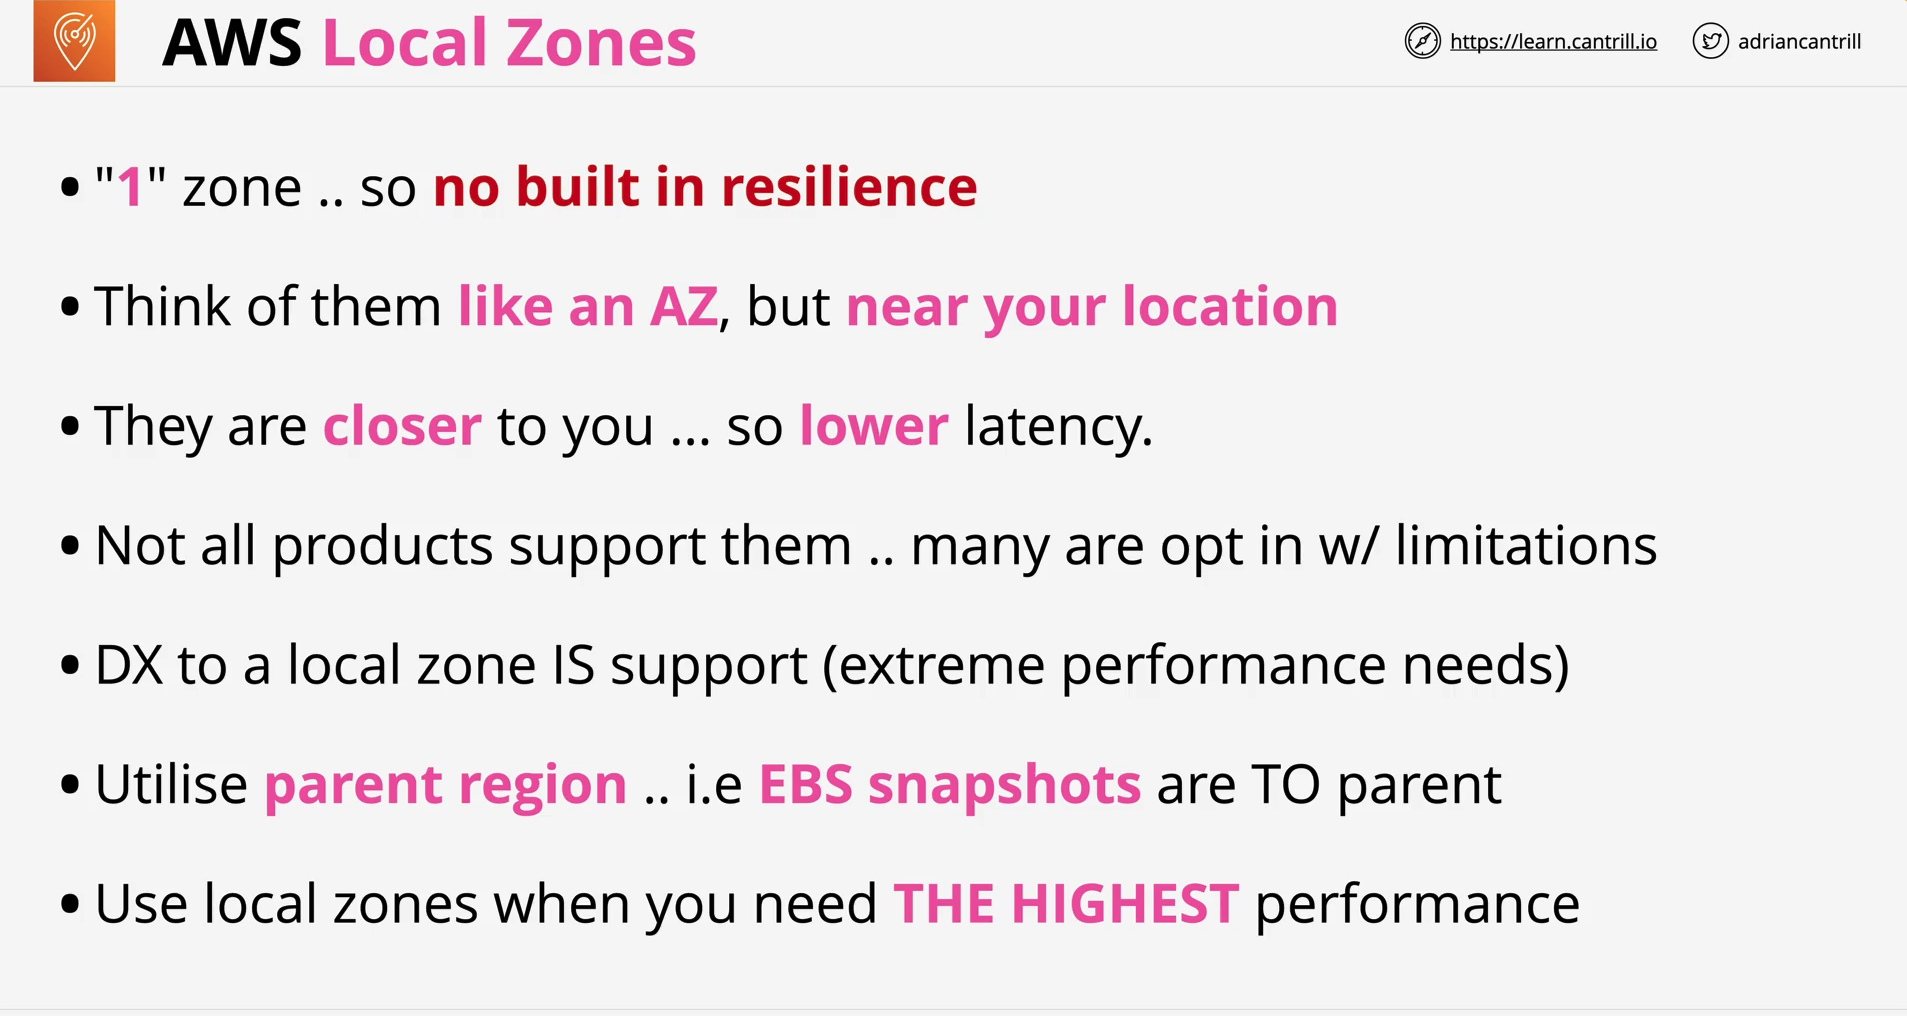 AWS Local Zones
https://learn.cantrill.io
adriancantrill
• "1" zone .. so no built in resilience
• Think of them like an AZ, but near your location
• They are closer to you ... so lower latency.
• Not all products support them .. many are opt in w/ limitations
• DX to a local zone IS support (extreme performance needs)
• Utilise parent region .. i.e EBS snapshots are TO parent
• Use local zones when you need THE HIGHEST performance